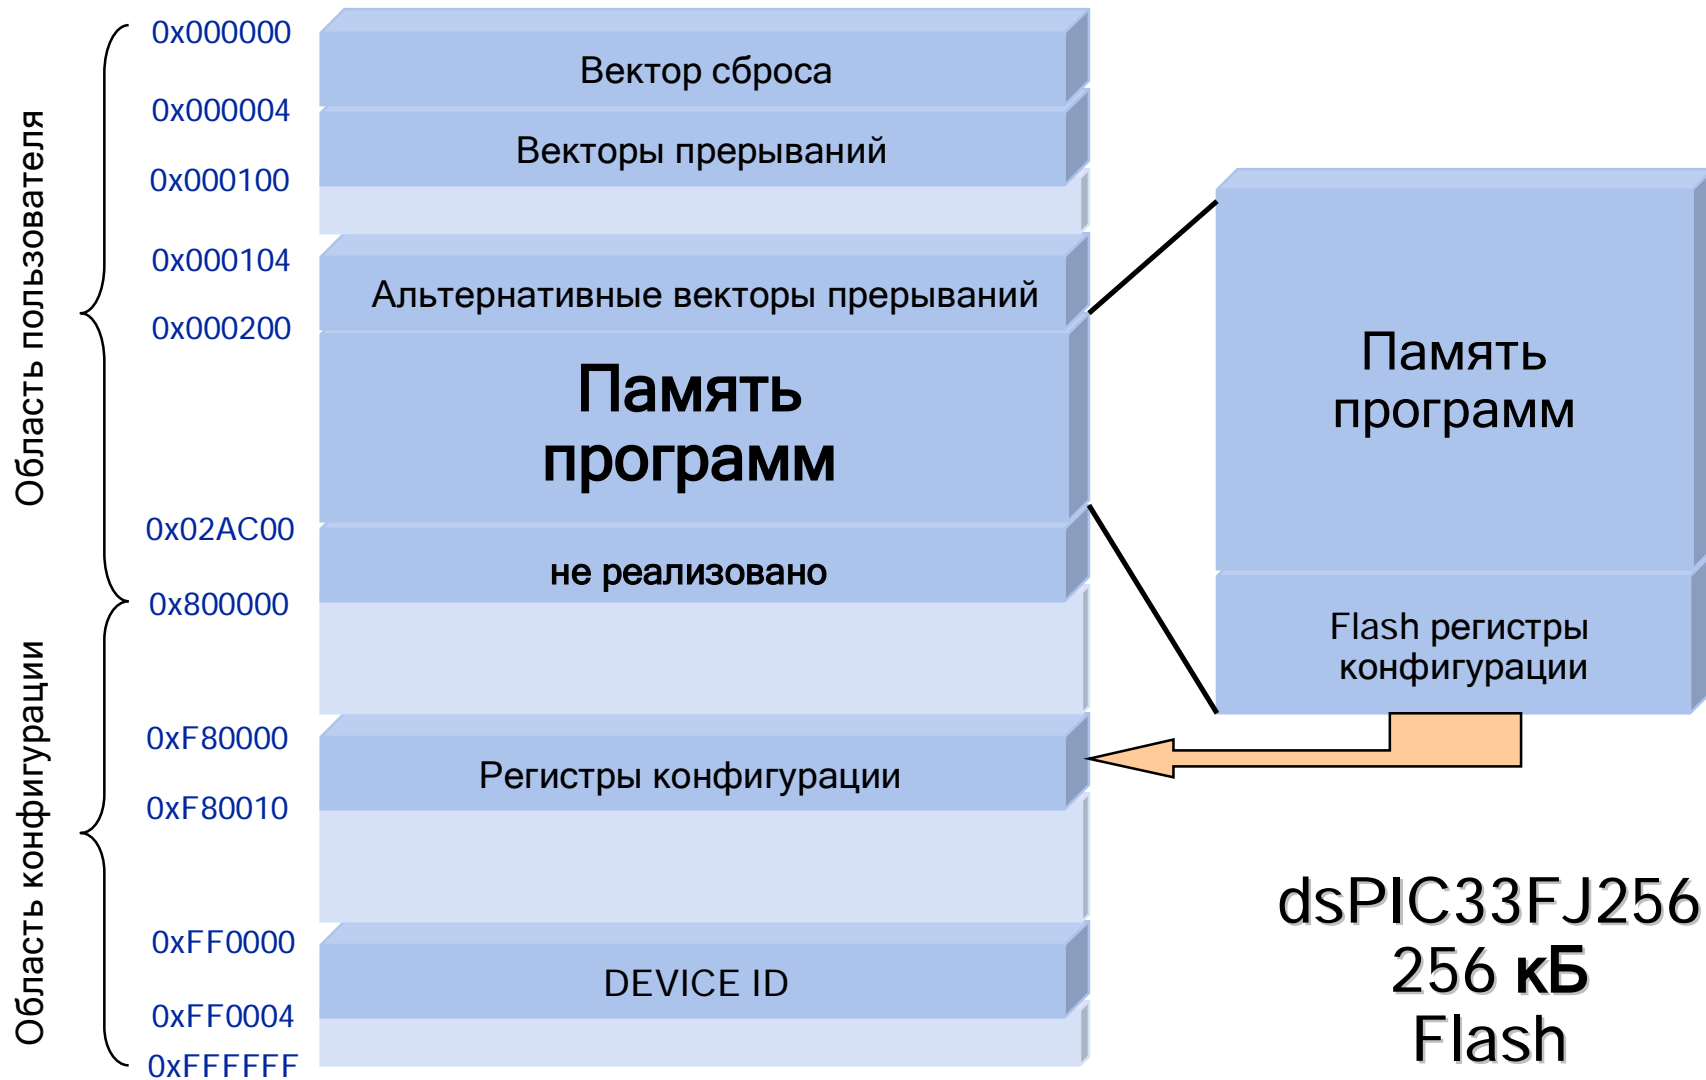 Область пользователя
0x000000
Вектор сброса
0x000004
Векторы прерываний
0x000100
0x000104
Альтернативные векторы прерываний
0x000200
Память
программ
0x02AC00
не реализовано
0x800000
Область конфигурации
0xF80000
Регистры конфигурации
0xF80010
0xFF0000
DEVICE ID
0xFF0004
0xFFFFFF
Память
программ
Flash регистры
конфигурации
dsPIC33FJ256
256 кБ
Flash